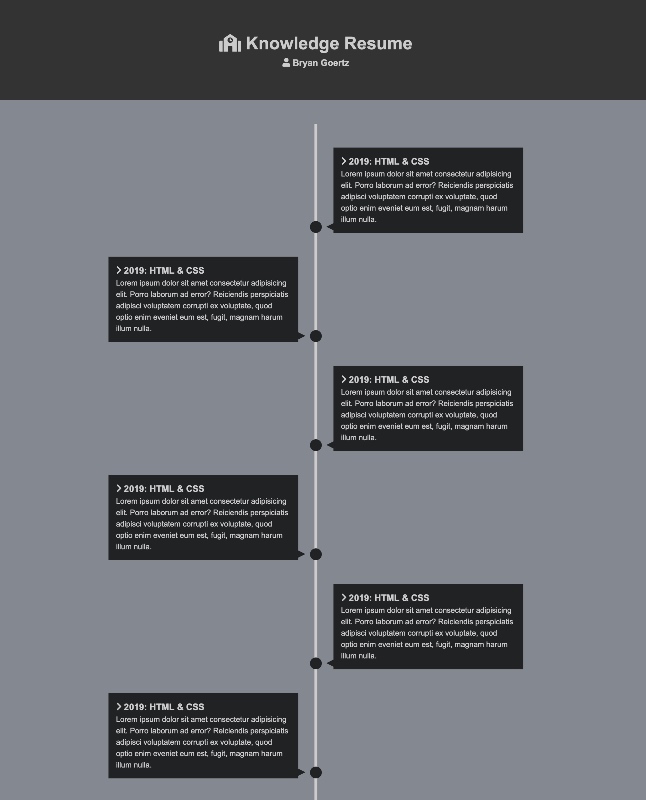 Knowledge Resume
Bryan Goertz
2019: HTML & CSS
Lorem ipsum dolor sit amet consectetur adipisicing
elit. Porro laborum ad error? Reiciendis perspiciatis
adipisci voluptatem corrupti ex voluptate, quod
optio enim eveniet eum est, fugit, magnam harum
illum nulla.
2019: HTML & CSS
Lorem ipsum dolor sit amet consectetur adipisicing
elit. Porro laborum ad error? Reiciendis perspiciatis
adipisci voluptatem corrupti ex voluptate, quod
optio enim eveniet eum est, fugit, magnam harum
illum nulla.
2019: HTML & CSS
Lorem ipsum dolor sit amet consectetur adipisicing
elit. Porro laborum ad error? Reiciendis perspiciatis
adipisci voluptatem corrupti ex voluptate, quod
optio enim eveniet eum est, fugit, magnam harum
illum nulla.
2019: HTML & CSS
Lorem ipsum dolor sit amet consectetur adipisicing
elit. Porro laborum ad error? Reiciendis perspiciatis
adipisci voluptatem corrupti ex voluptate, quod
optio enim eveniet eum est, fugit, magnam harum
illum nulla.
2019: HTML & CSS
Lorem ipsum dolor sit amet consectetur adipisicing
elit. Porro laborum ad error? Reiciendis perspiciatis
adipisci voluptatem corrupti ex voluptate, quod
optio enim eveniet eum est, fugit, magnam harum
illum nulla.
2019: HTML & CSS
Lorem ipsum dolor sit amet consectetur adipisicing
elit. Porro laborum ad error? Reiciendis perspiciatis
adipisci voluptatem corrupti ex voluptate, quod
optio enim eveniet eum est, fugit, magnam harum
illum nulla.